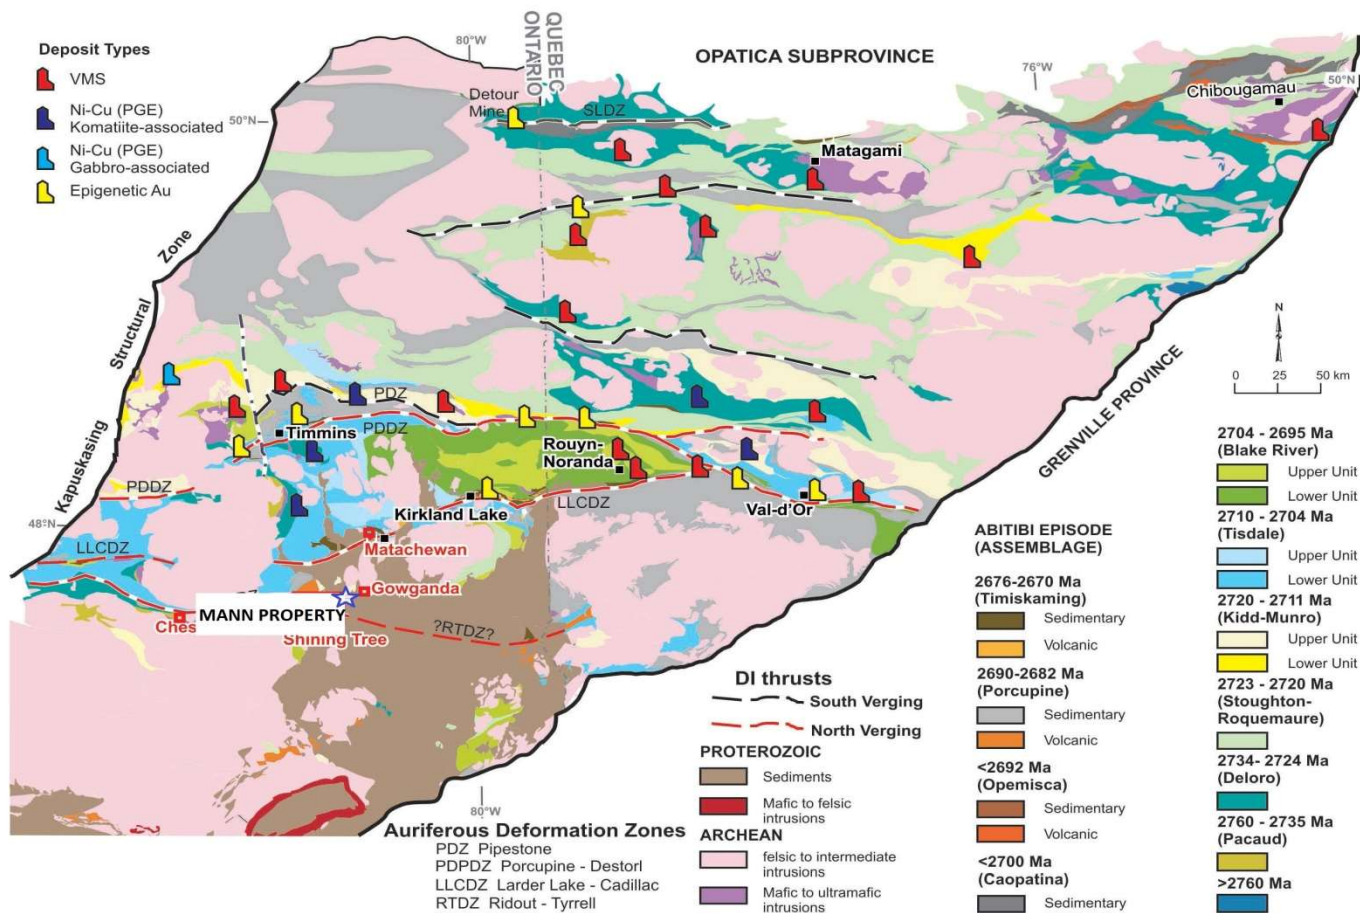 Deposit Types
VMS
Ni-Cu (PGE)
Komatiite-associated
Ni-Cu (PGE)
Gabbro-associated
Epigenetic Au
80°W
QUEBEC
ONTARIO
OPATICA SUBPROVINCE
76°W
50°N
Chibougamau
Detour
Mine
SLDZ
50°N
Matagami
Kapuskasing Structural Zone
GRENVILLE PROVINCE
N
S
0 25 50 km
PDZ
Timmins
PDDZ
Rouyn-
Noranda
PDDZ
Kirkland Lake
LLCDZ
Val-d'Or
48°N
LLCDZ
Matachewan
Gowganda
MANN PROPERTY
Ches
Shining Tree
?RTDZ?
80°W
DI thrusts
South Verging
North Verging
PROTEROZOIC
Sediments
Mafic to felsic
intrusions
ARCHEAN
felsic to intermediate
intrusions
Mafic to ultramafic
intrusions
Auriferous Deformation Zones
PDZ Pipestone
PDPDZ Porcupine - Destorl
LLCDZ Larder Lake - Cadillac
RTDZ Ridout - Tyrrell
ABITIBI EPISODE
(ASSEMBLAGE)
2676-2670 Ma
(Timiskaming)
Sedimentary
Volcanic
2690-2682 Ma
(Porcupine)
Sedimentary
Volcanic
<2692 Ma
(Opemisca)
Sedimentary
Volcanic
<2700 Ma
(Caopatina)
Sedimentary
2704 - 2695 Ma
(Blake River)
Upper Unit
Lower Unit
2710 - 2704 Ma
(Tisdale)
Upper Unit
Lower Unit
2720 - 2711 Ma
(Kidd-Munro)
Upper Unit
Lower Unit
2723 - 2720 Ma
(Stoughton-
Roquemaure)
2734- 2724 Ma
(Deloro)
2760 - 2735 Ma
(Pacaud)
>2760 Ma